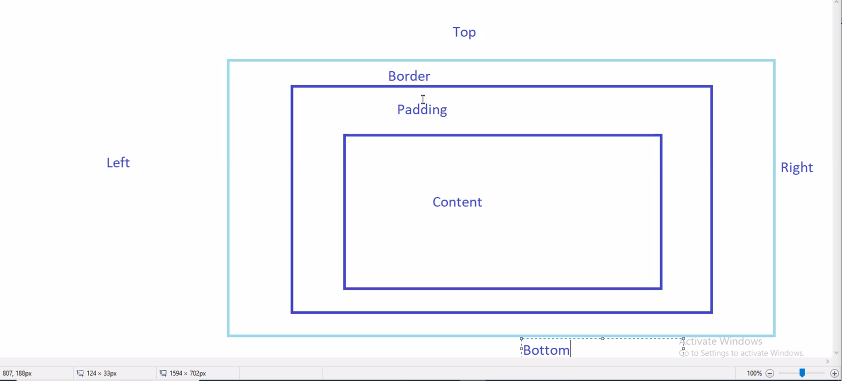 Top
Border
Padding
Left
Right
Content
Bottom
Activate Windows
Go to Settings to activate Windows.
807, 188px
124 × 33px
1594 × 702px
100%